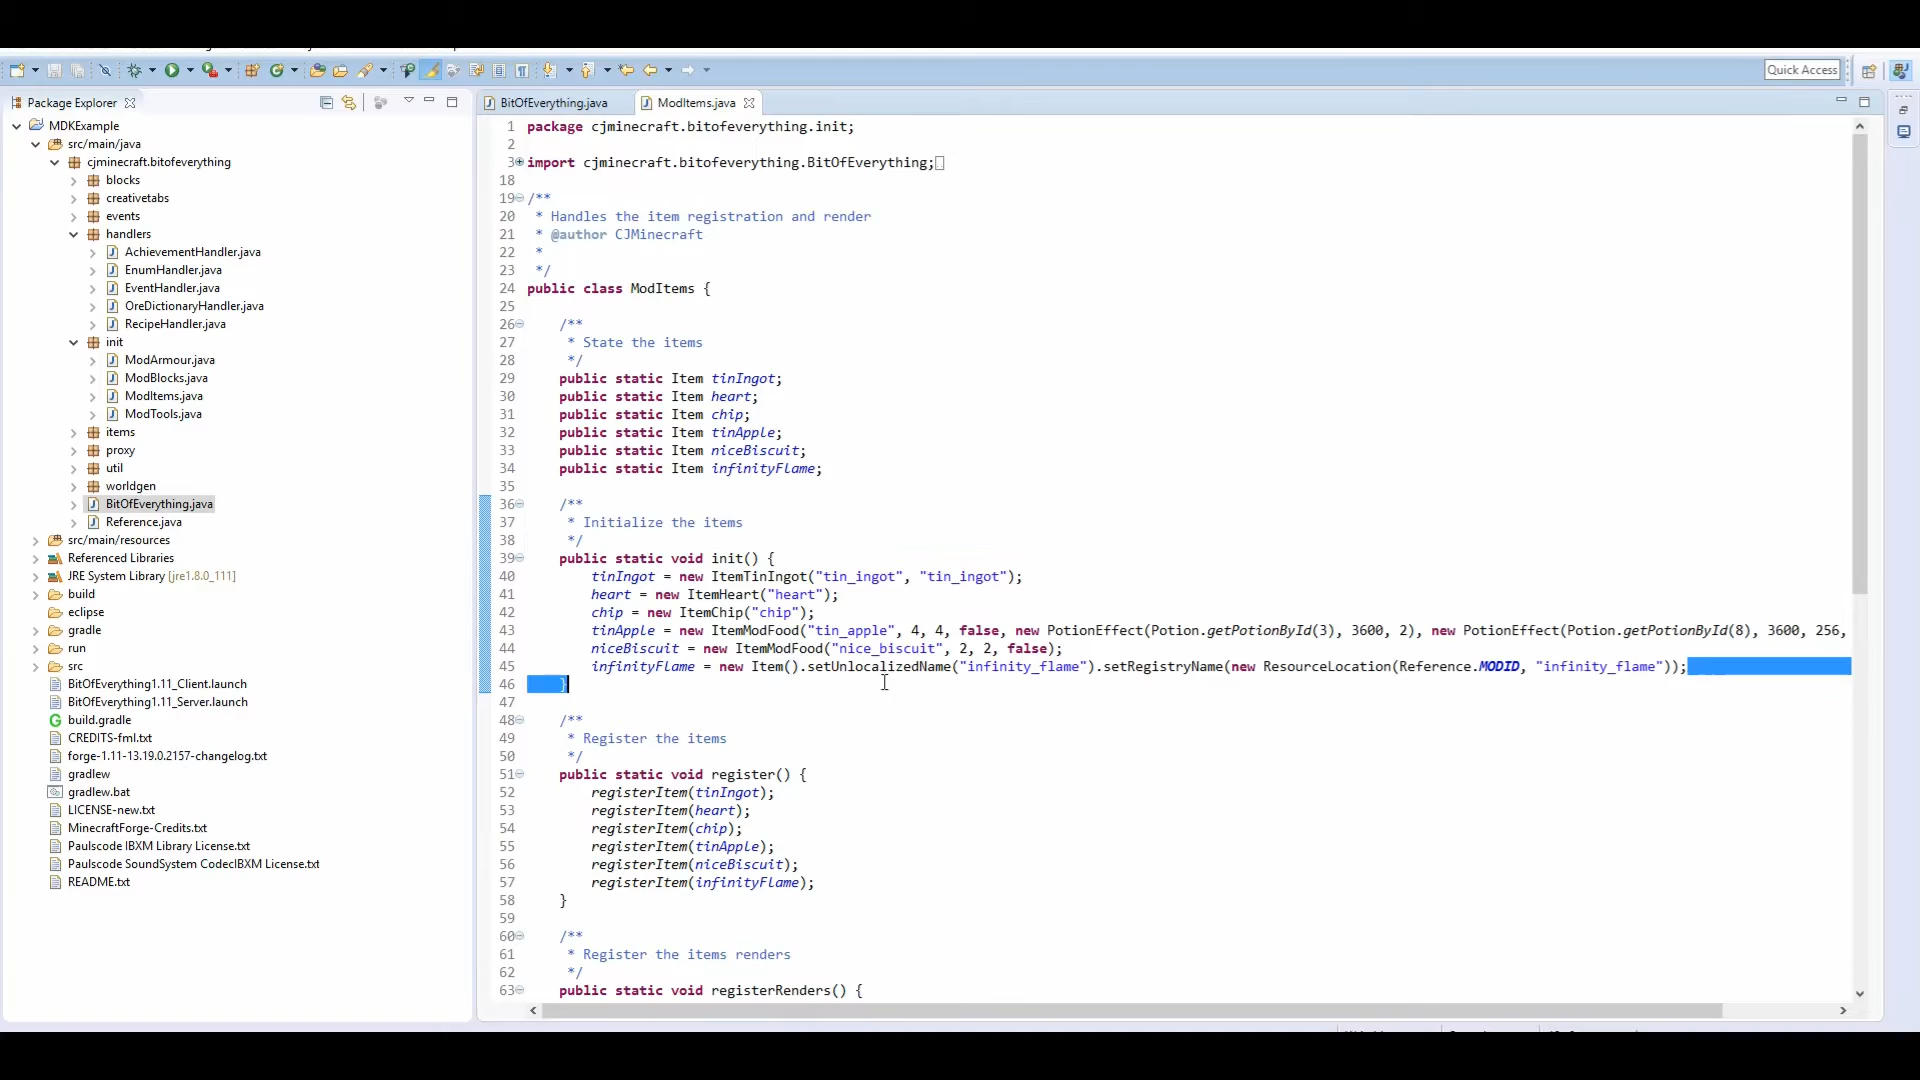 Quick Access
Package Explorer
MDKExample
src/main/java
cjminecraft.bitofeverything
blocks
creativetabs
events
handlers
AchievementHandler.java
EnumHandler.java
EventHandler.java
OreDictionaryHandler.java
RecipeHandler.java
init
ModArmour.java
ModBlocks.java
ModItems.java
ModTools.java
items
proxy
util
worldgen
BitOfEverything.java
Reference.java
src/main/resources
Referenced Libraries
JRE System Library [jre1.8.0_111]
build
eclipse
gradle
run
src
BitOfEverything1.11_Client.launch
BitOfEverything1.11_Server.launch
build.gradle
CREDITS-fml.txt
forge-1.11-13.19.0.2157-changelog.txt
gradlew
gradlew.bat
LICENSE-new.txt
MinecraftForge-Credits.txt
Paulscode IBXM Library License.txt
Paulscode SoundSystem CodecIBXM License.txt
README.txt
BitOfEverything.java ModItems.java
1 package cjminecraft.bitofeverything.init;
2
3 import cjminecraft.bitofeverything.BitOfEverything;
18
19 /**
20 * Handles the item registration and render
21 * @author CJMinecraft
22 *
23 */
24 public class ModItems {
25
26 /**
27 * State the items
28 */
29 public static Item tinIngot;
30 public static Item heart;
31 public static Item chip;
32 public static Item tinApple;
33 public static Item niceBiscuit;
34 public static Item infinityFlame;
35
36 /**
37 * Initialize the items
38 */
39 public static void init() {
40 tinIngot = new ItemTinIngot("tin_ingot", "tin_ingot");
41 heart = new ItemHeart("heart");
42 chip = new ItemChip("chip");
43 tinApple = new ItemModFood("tin_apple", 4, 4, false, new PotionEffect(Potion.getPotionById(3), 3600, 2), new PotionEffect(Potion.getPotionById(8), 3600, 256,
44 niceBiscuit = new ItemModFood("nice_biscuit", 2, 2, false);
45 infinityFlame = new Item().setUnlocalizedName("infinity_flame").setRegistryName(new ResourceLocation(Reference.MODID, "infinity_flame"));
46 }
47
48 /**
49 * Register the items
50 */
51 public static void register() {
52 registerItem(tinIngot);
53 registerItem(heart);
54 registerItem(chip);
55 registerItem(tinApple);
56 registerItem(niceBiscuit);
57 registerItem(infinityFlame);
58 }
59
60 /**
61 * Register the items renders
62 */
63 public static void registerRenders() {